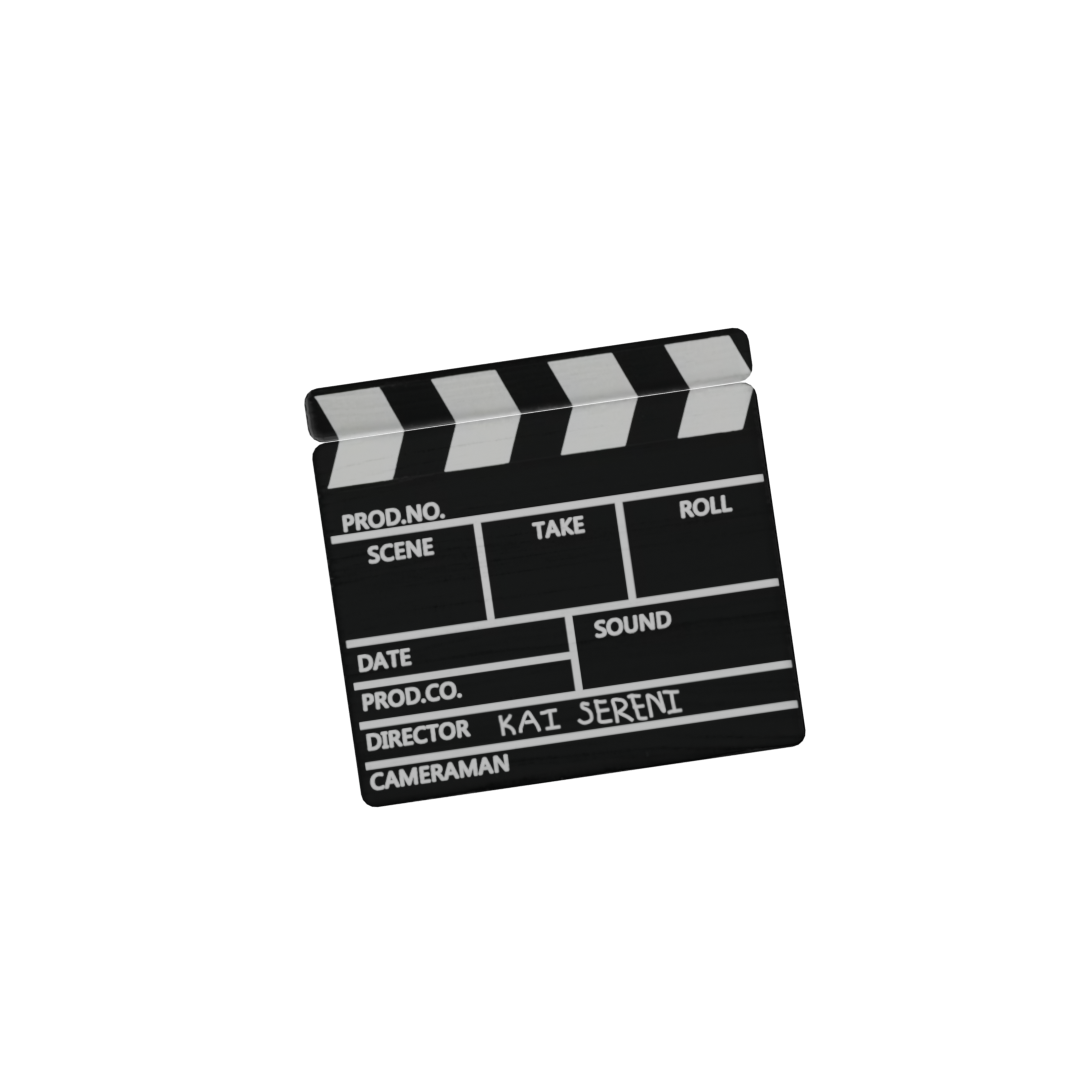 PROD.NO.
SCENE TAKE ROLL
DATE SOUND
PROD.CO.
DIRECTOR KAI SERENI
CAMERAMAN